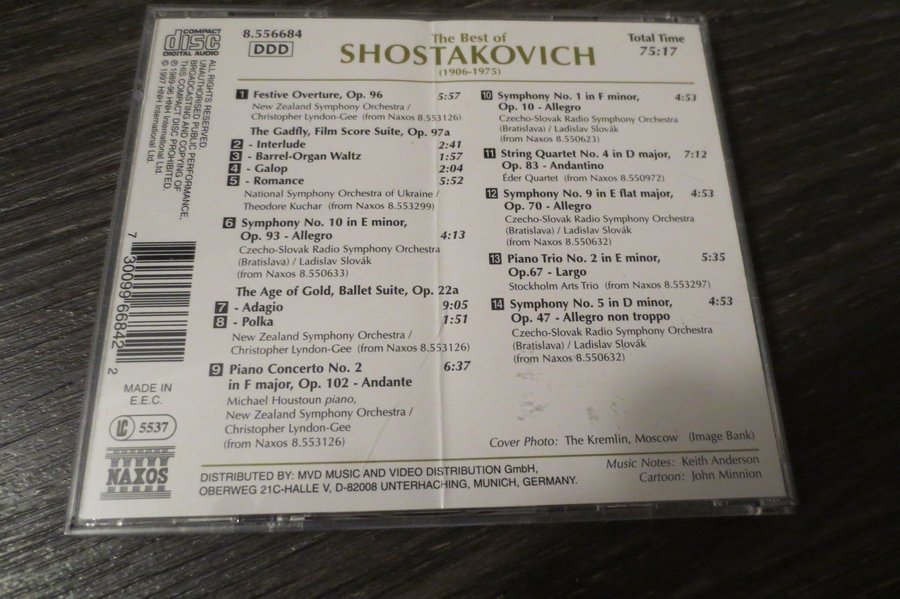 COMPACT
disc
DIGITAL AUDIO
ALL RIGHTS RESERVED.
UNAUTHORISED PUBLIC PERFORMANCE,
BROADCASTING AND COPYING OF
THIS COMPACT DISC PROHIBITED.
℗ 1989-96 HNH International Ltd.
© 1997 HNH International Ltd.
7 30099 66842 2
MADE IN
E.E.C.
LC 5537
NAXOS
8.556684
DDD
The Best of
SHOSTAKOVICH
(1906-1975)
Total Time
75:17
1 Festive Overture, Op. 96 5:57
New Zealand Symphony Orchestra /
Christopher Lyndon-Gee (from Naxos 8.553126)
The Gadfly, Film Score Suite, Op. 97a
2 - Interlude 2:41
3 - Barrel-Organ Waltz 1:57
4 - Galop 2:04
5 - Romance 5:52
National Symphony Orchestra of Ukraine /
Theodore Kuchar (from Naxos 8.553299)
6 Symphony No. 10 in E minor,
Op. 93 - Allegro 4:13
Czecho-Slovak Radio Symphony Orchestra
(Bratislava) / Ladislav Slovák
(from Naxos 8.550633)
The Age of Gold, Ballet Suite, Op. 22a
7 - Adagio 9:05
8 - Polka 1:51
New Zealand Symphony Orchestra /
Christopher Lyndon-Gee (from Naxos 8.553126)
9 Piano Concerto No. 2 6:37
in F major, Op. 102 - Andante
Michael Houstoun piano,
New Zealand Symphony Orchestra /
Christopher Lyndon-Gee
(from Naxos 8.553126)
10 Symphony No. 1 in F minor, 4:53
Op. 10 - Allegro
Czecho-Slovak Radio Symphony Orchestra
(Bratislava) / Ladislav Slovák
(from Naxos 8.550623)
11 String Quartet No. 4 in D major, 7:12
Op. 83 - Andantino
Éder Quartet (from Naxos 8.550972)
12 Symphony No. 9 in E flat major, 4:53
Op. 70 - Allegro
Czecho-Slovak Radio Symphony Orchestra
(Bratislava) / Ladislav Slovák
(from Naxos 8.550632)
13 Piano Trio No. 2 in E minor, 5:35
Op.67 - Largo
Stockholm Arts Trio (from Naxos 8.553297)
14 Symphony No. 5 in D minor, 4:53
Op. 47 - Allegro non troppo
Czecho-Slovak Radio Symphony Orchestra
(Bratislava) / Ladislav Slovák
(from Naxos 8.550632)
Cover Photo: The Kremlin, Moscow (Image Bank)
Music Notes: Keith Anderson
Cartoon: John Minnion
DISTRIBUTED BY: MVD MUSIC AND VIDEO DISTRIBUTION GmbH,
OBERWEG 21C-HALLE V, D-82008 UNTERHACHING, MUNICH, GERMANY.